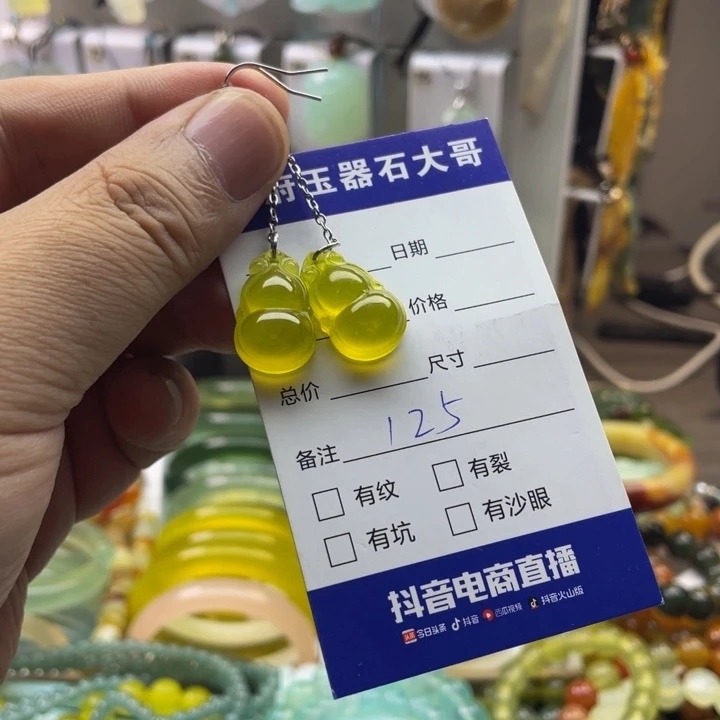 玉器石大哥
日期
价格
尺寸
总价
备注 125
有纹 有裂
有坑 有沙眼
抖音电商直播
头条 今日头条 抖音 西瓜视频 抖音火山版